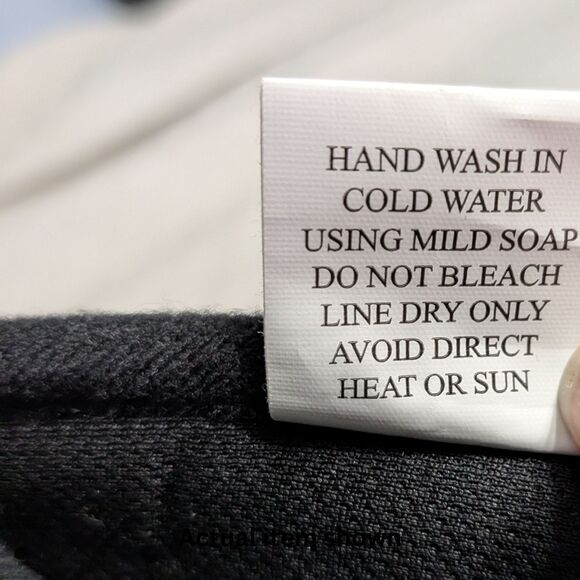 HAND WASH IN
COLD WATER
USING MILD SOAP
DO NOT BLEACH
LINE DRY ONLY
AVOID DIRECT
HEAT OR SUN
Actual item shown